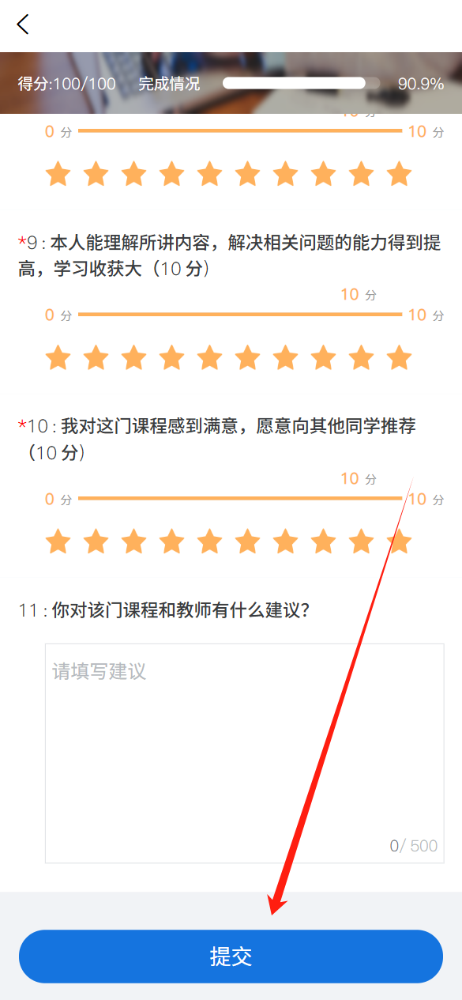 得分:100/100 完成情况 90.9%
0 分 10 分
*9 : 本人能理解所讲内容，解决相关问题的能力得到提
高，学习收获大（10 分)
10 分
0 分 10 分
*10 : 我对这门课程感到满意，愿意向其他同学推荐
（10 分)
10 分
0 分 10 分
11 : 你对该门课程和教师有什么建议？
请填写建议
0/ 500
提交